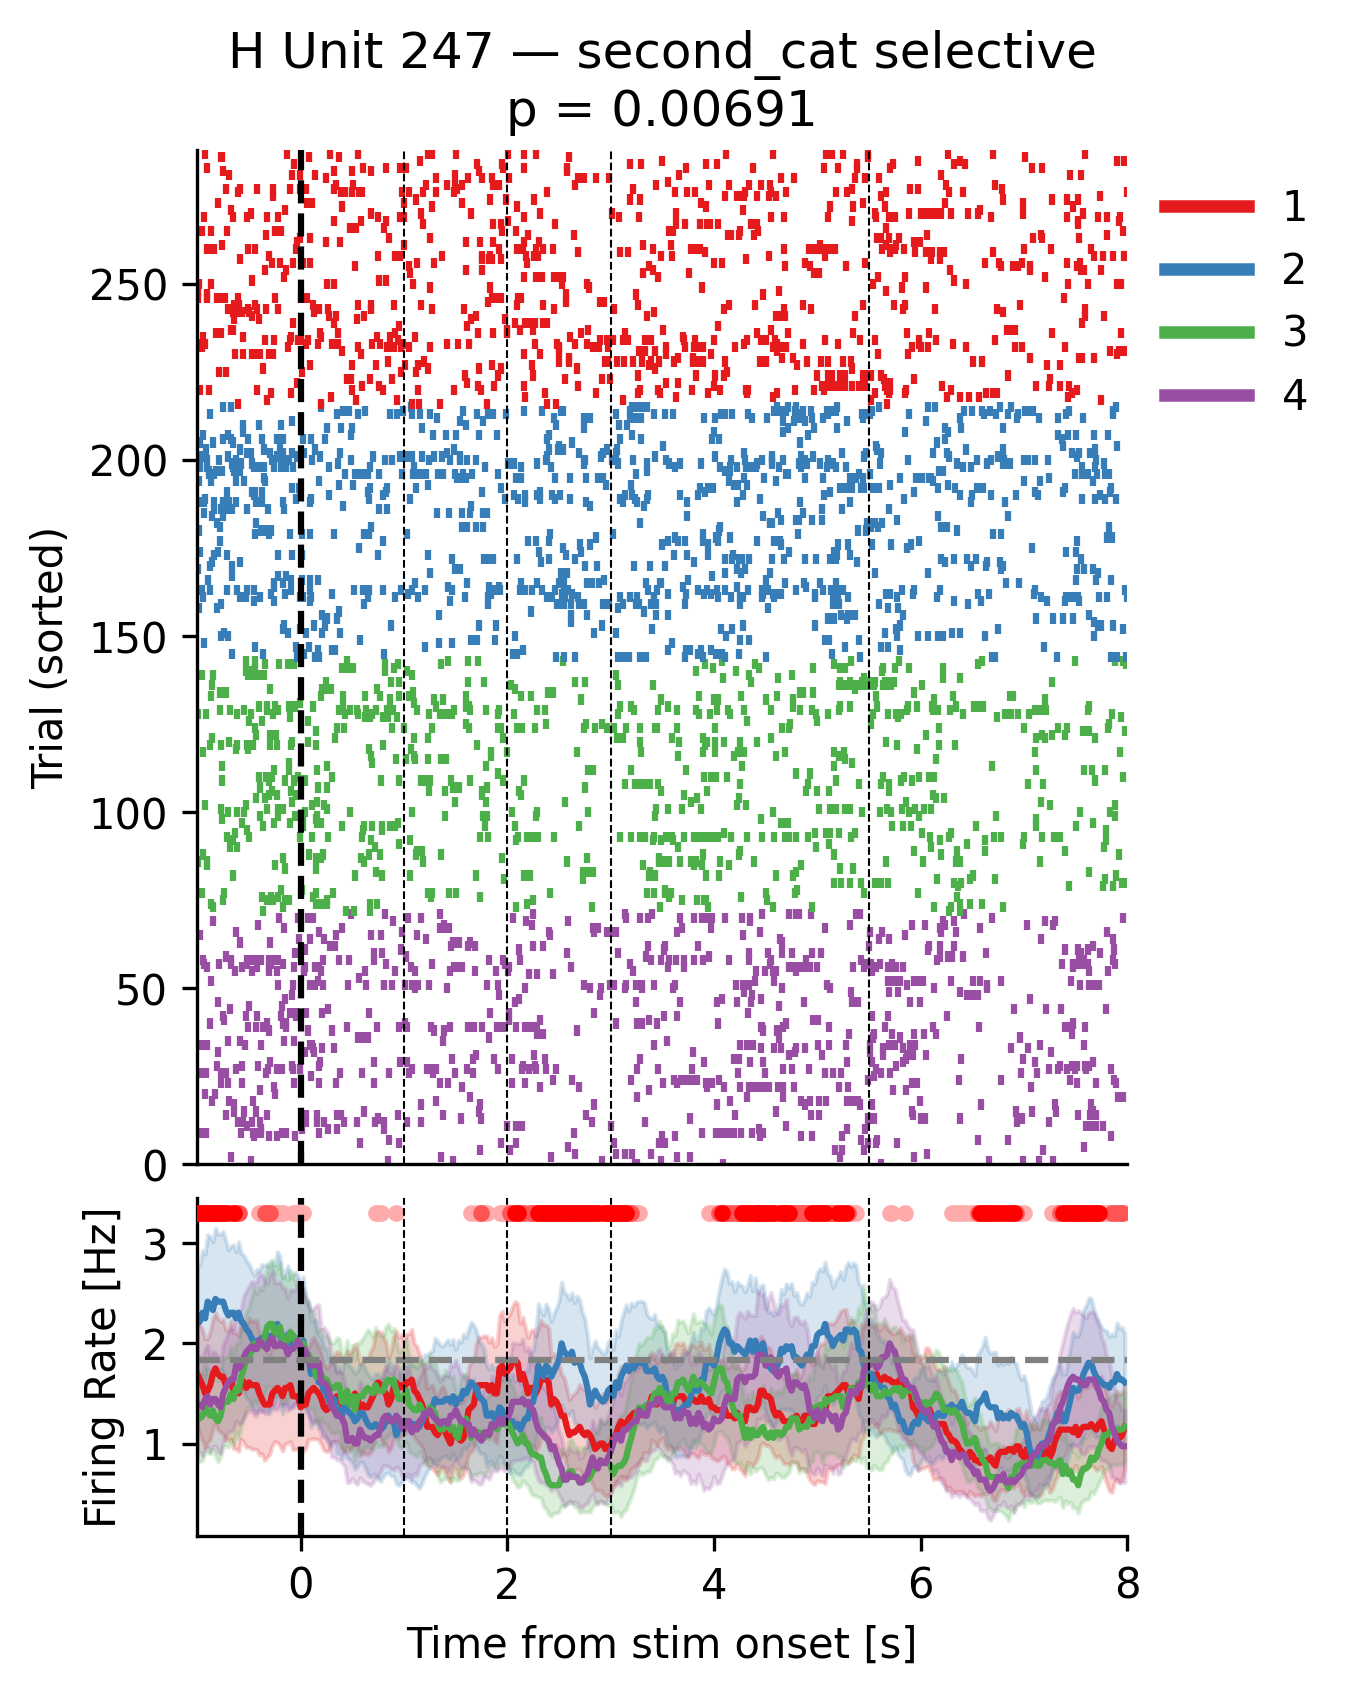 H Unit 247 — second_cat selective
p = 0.00691
1
2
3
4
Trial (sorted)
250
200
150
100
50
0
Firing Rate [Hz]
3
2
1
0 2 4 6 8
Time from stim onset [s]